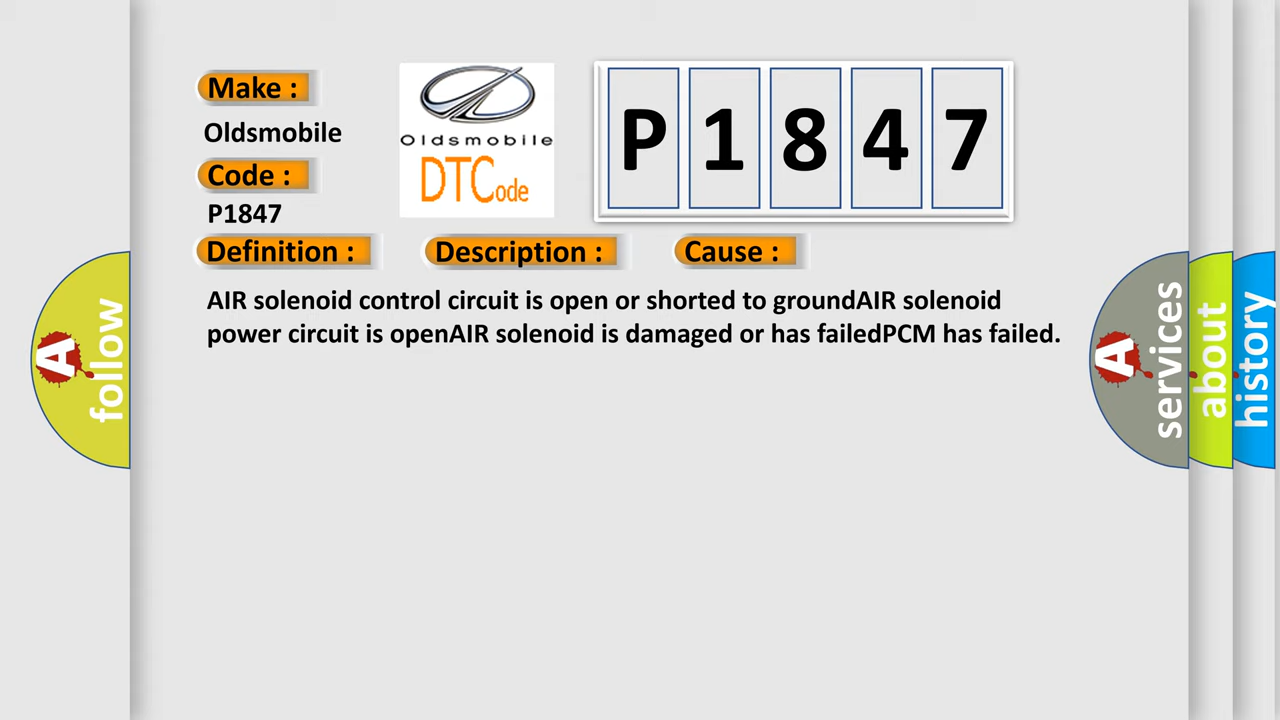 Make :
Oldsmobile
Code :
P1847
Oldsmobile
DTCode
P 1 8 4 7
Definition :
Description :
Cause :
AIR solenoid control circuit is open or shorted to groundAIR solenoid
power circuit is openAIR solenoid is damaged or has failedPCM has failed.
A follow
A services
about
history